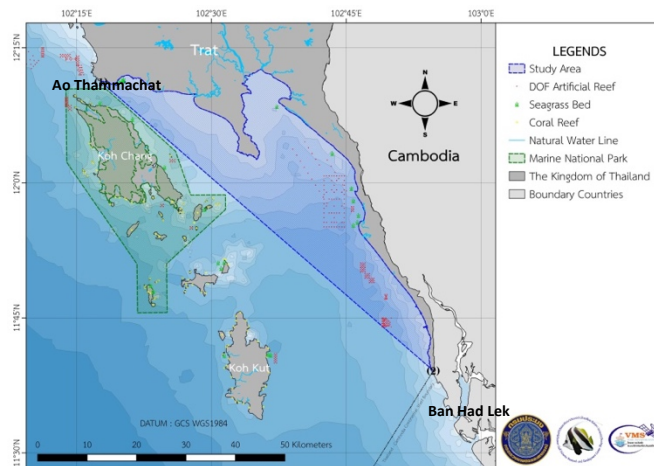 102°15'E 102°30'E 102°45'E 103°0'E
12°15'N
12°0'N
11°45'N
11°30'N
Trat
Ao Thammachat
Koh Chang
Cambodia
Koh Kut
(2)
Ban Had Lek
DATUM : GCS WGS1984
0 10 20 30 40 50 Kilometers
N
W E
S
LEGENDS
Study Area
DOF Artificial Reef
Seagrass Bed
Coral Reef
Natural Water Line
Marine National Park
The Kingdom of Thailand
Boundary Countries
VMS